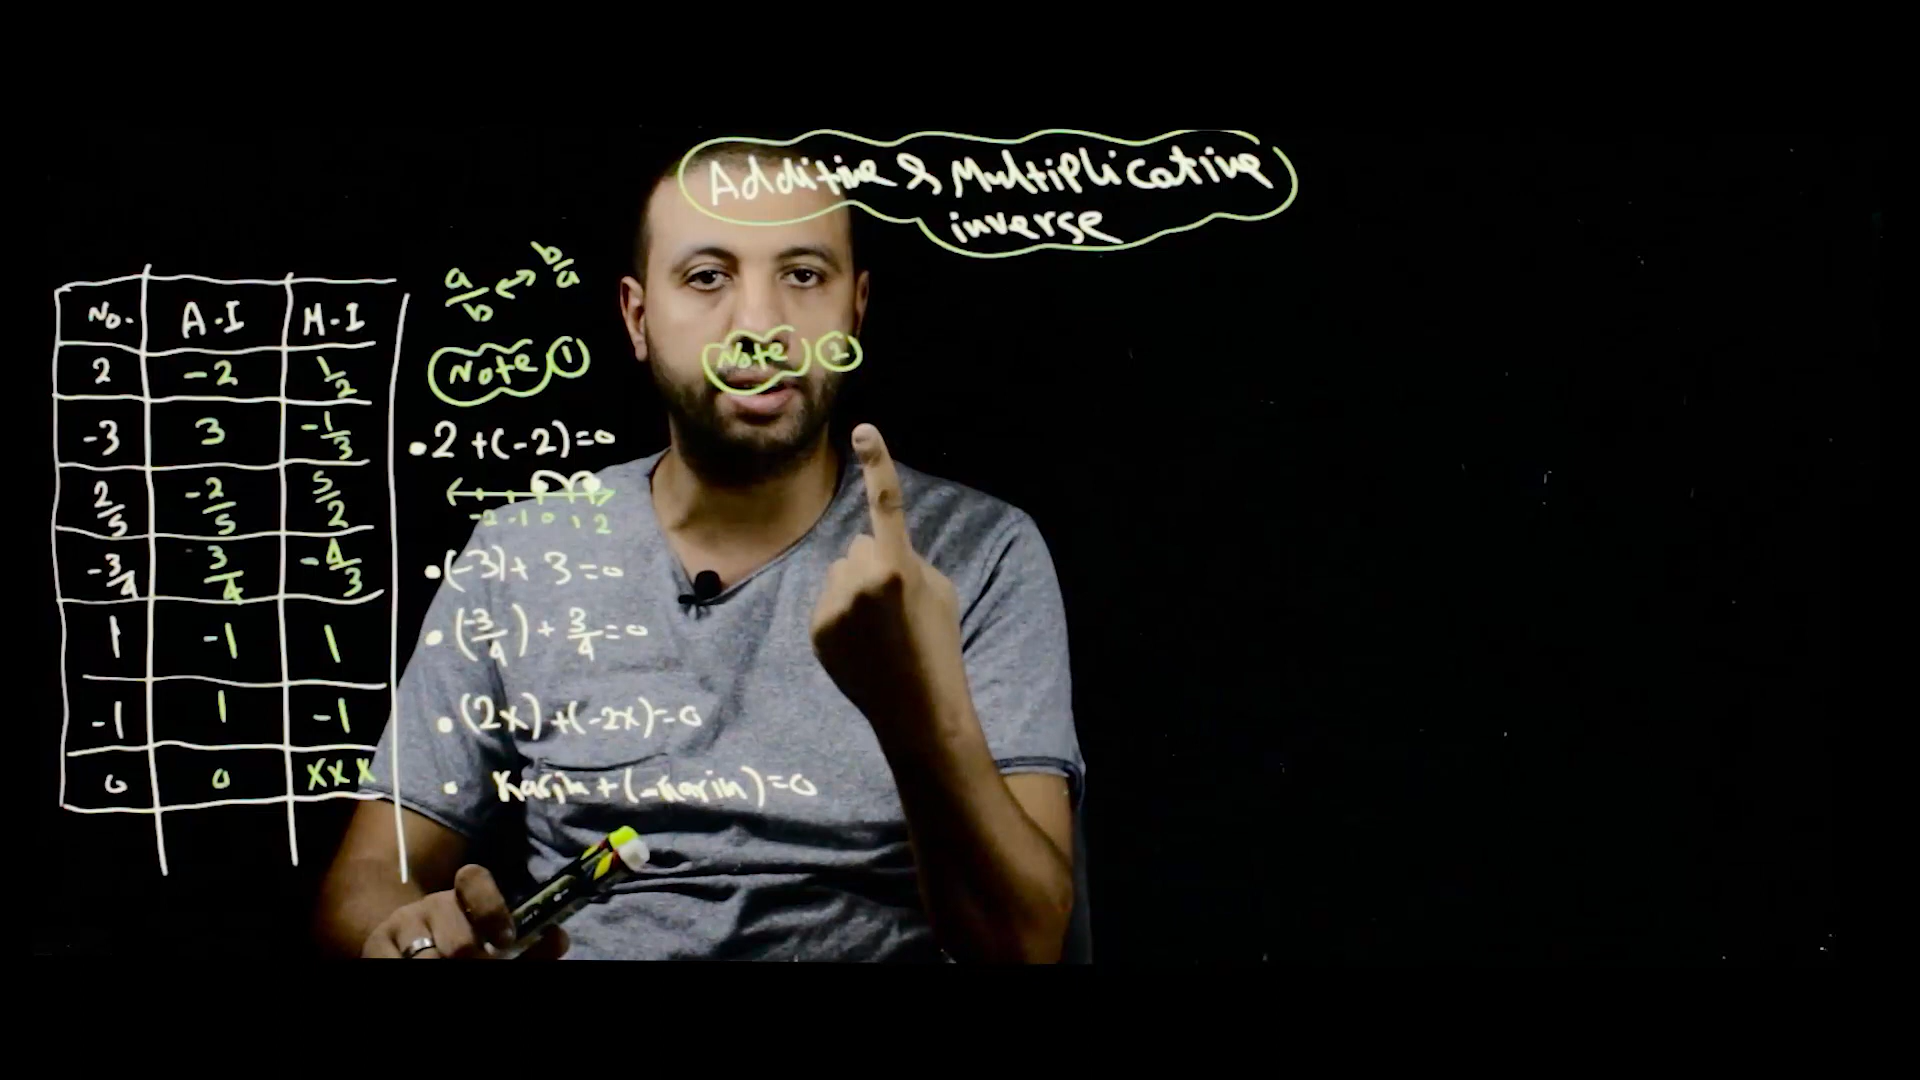 Additive & Multiplicative
inverse
No. A.I M.I
2 -2 1/2
-3 3 -1/3
2/5 -2/5 5/2
-3/4 3/4 -4/3
1 -1 1
-1 1 -1
0 0 XXX
a/b ↔ b/a
Note 1
• 2 + (-2) = 0
-2 -1 0 1 2
• (-3) + 3 = 0
• (-3/4) + 3/4 = 0
• (2x) + (-2x) = 0
• Karim + (-Karim) = 0
Note 2